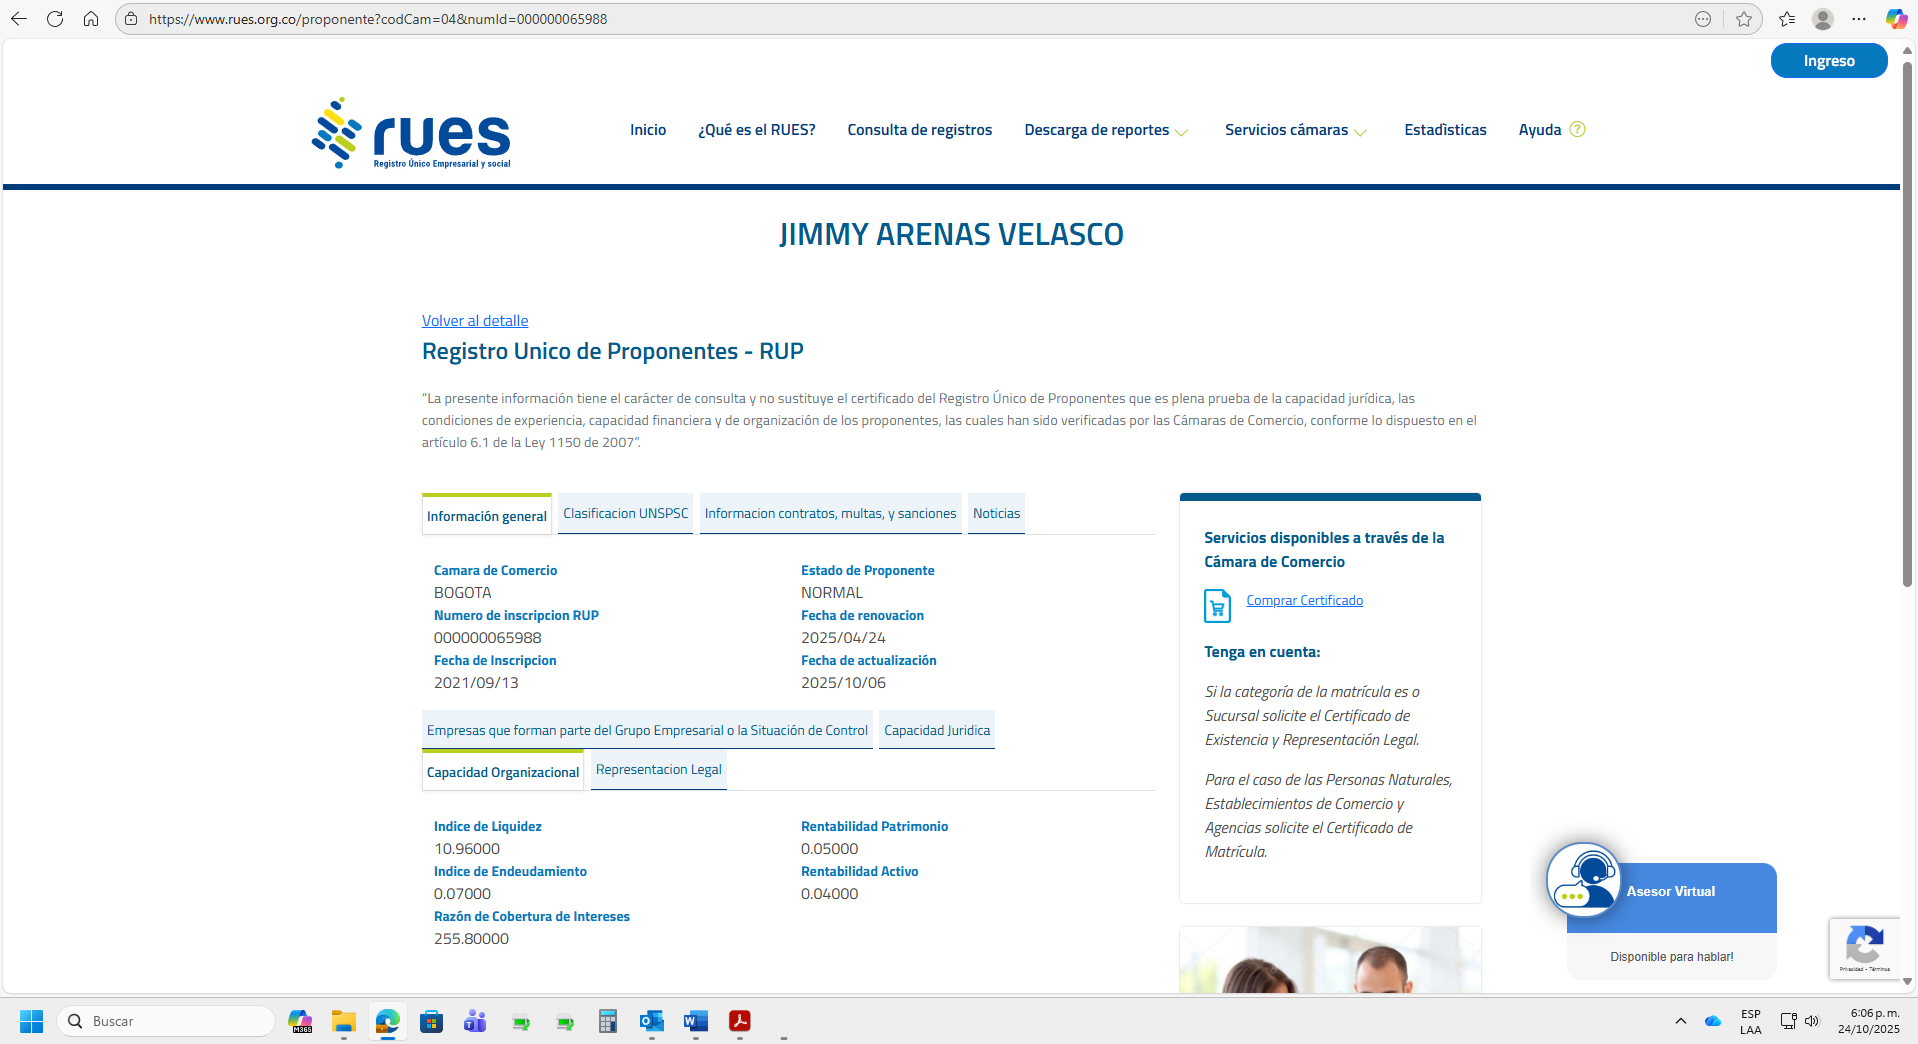 https://www.rues.org.co/proponente?codCam=04&numId=000000065988
Ingreso
rues
Registro Único Empresarial y social
Inicio
¿Qué es el RUES?
Consulta de registros
Descarga de reportes
Servicios cámaras
Estadìsticas
Ayuda ?
JIMMY ARENAS VELASCO
Volver al detalle
Registro Unico de Proponentes - RUP
“La presente información tiene el carácter de consulta y no sustituye el certificado del Registro Único de Proponentes que es plena prueba de la capacidad jurídica, las
condiciones de experiencia, capacidad financiera y de organización de los proponentes, las cuales han sido verificadas por las Cámaras de Comercio, conforme lo dispuesto en el
artículo 6.1 de la Ley 1150 de 2007”.
Información general
Clasificacion UNSPSC
Informacion contratos, multas, y sanciones
Noticias
Camara de Comercio
BOGOTA
Numero de inscripcion RUP
000000065988
Fecha de Inscripcion
2021/09/13
Estado de Proponente
NORMAL
Fecha de renovacion
2025/04/24
Fecha de actualización
2025/10/06
Empresas que forman parte del Grupo Empresarial o la Situación de Control
Capacidad Juridica
Capacidad Organizacional
Representacion Legal
Indice de Liquidez
10.96000
Indice de Endeudamiento
0.07000
Razón de Cobertura de Intereses
255.80000
Rentabilidad Patrimonio
0.05000
Rentabilidad Activo
0.04000
Servicios disponibles a través de la
Cámara de Comercio
Comprar Certificado
Tenga en cuenta:
Si la categoría de la matrícula es o
Sucursal solicite el Certificado de
Existencia y Representación Legal.
Para el caso de las Personas Naturales,
Establecimientos de Comercio y
Agencias solicite el Certificado de
Matrícula.
Asesor Virtual
Disponible para hablar!
Privacidad - Términos
Buscar
M365
ESP
LAA
6:06 p. m.
24/10/2025